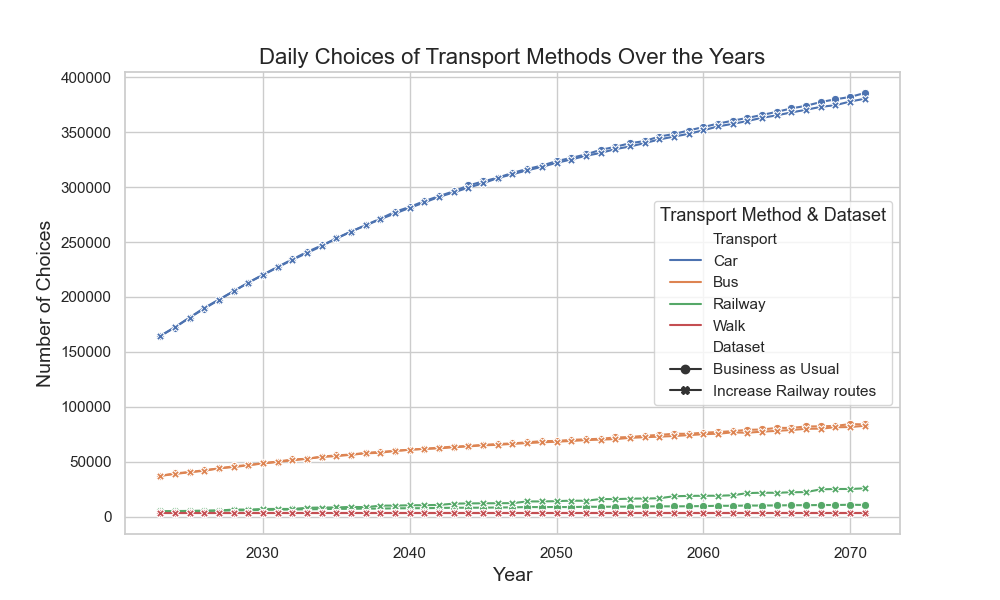 Daily Choices of Transport Methods Over the Years
400000
350000
300000
250000
200000
150000
100000
50000
0
Number of Choices
Transport Method & Dataset
Transport
Car
Bus
Railway
Walk
Dataset
Business as Usual
Increase Railway routes
2030 2040 2050 2060 2070
Year